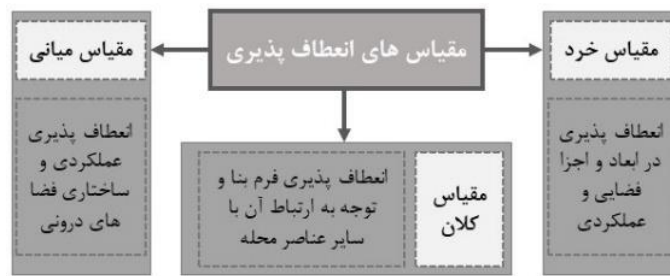 مقیاس های انعطاف پذیری
مقیاس خرد
انعطاف پذیری
در ابعاد و اجزا
فضایی و
عملکردی
مقیاس میانی
انعطاف پذیری
عملکردی و
ساختاری فضا
های درونی
مقیاس
کلان
انعطاف پذیری فرم بنا و
توجه به ارتباط آن با
سایر عناصر محله